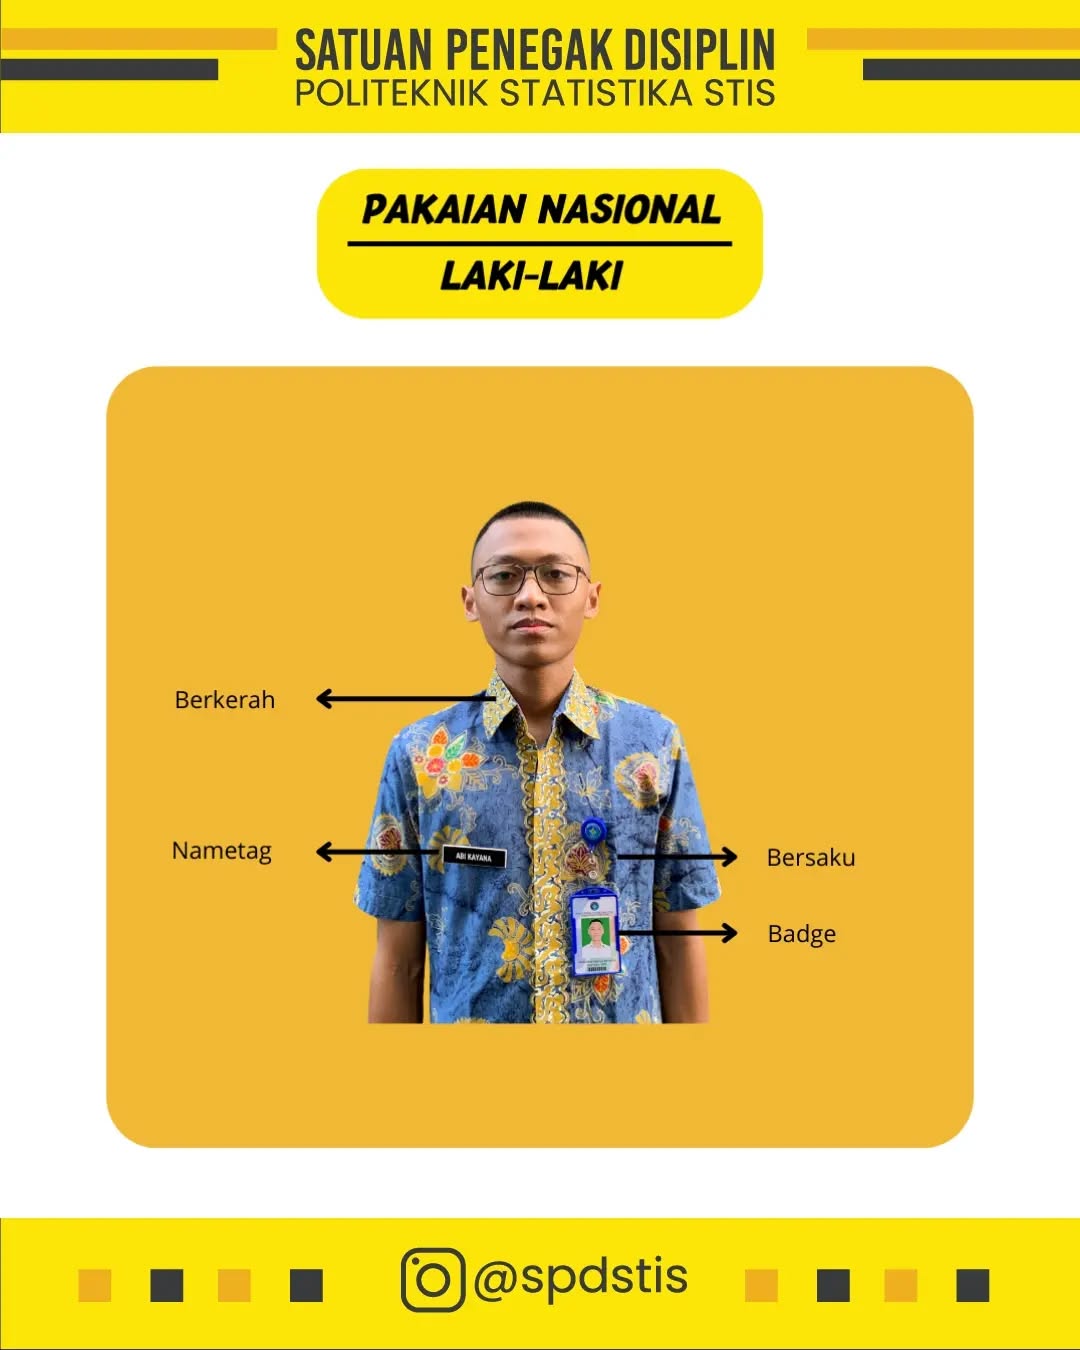 SATUAN PENEGAK DISIPLIN
POLITEKNIK STATISTIKA STIS
PAKAIAN NASIONAL
LAKI-LAKI
Berkerah
Nametag
ABI KAYANA
Bersaku
Badge
@spdstis